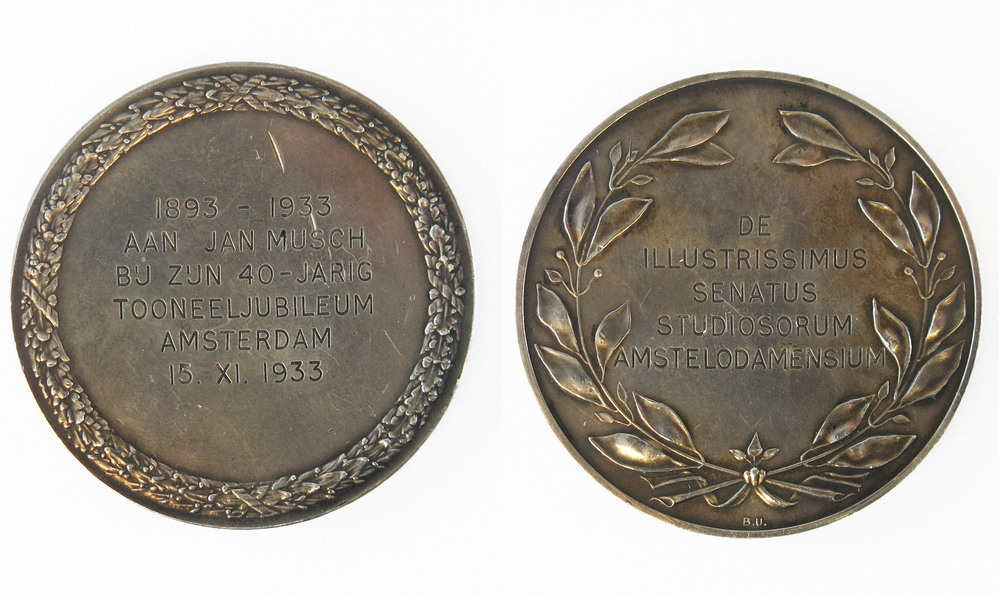 1893 - 1933
AAN JAN MUSCH
BIJ ZIJN 40-JARIG
TOONEELJUBILEUM
AMSTERDAM
15. XI. 1933
DE
ILLUSTRISSIMUS
SENATUS
STUDIOSORUM
AMSTELODAMENSIUM
B.U.